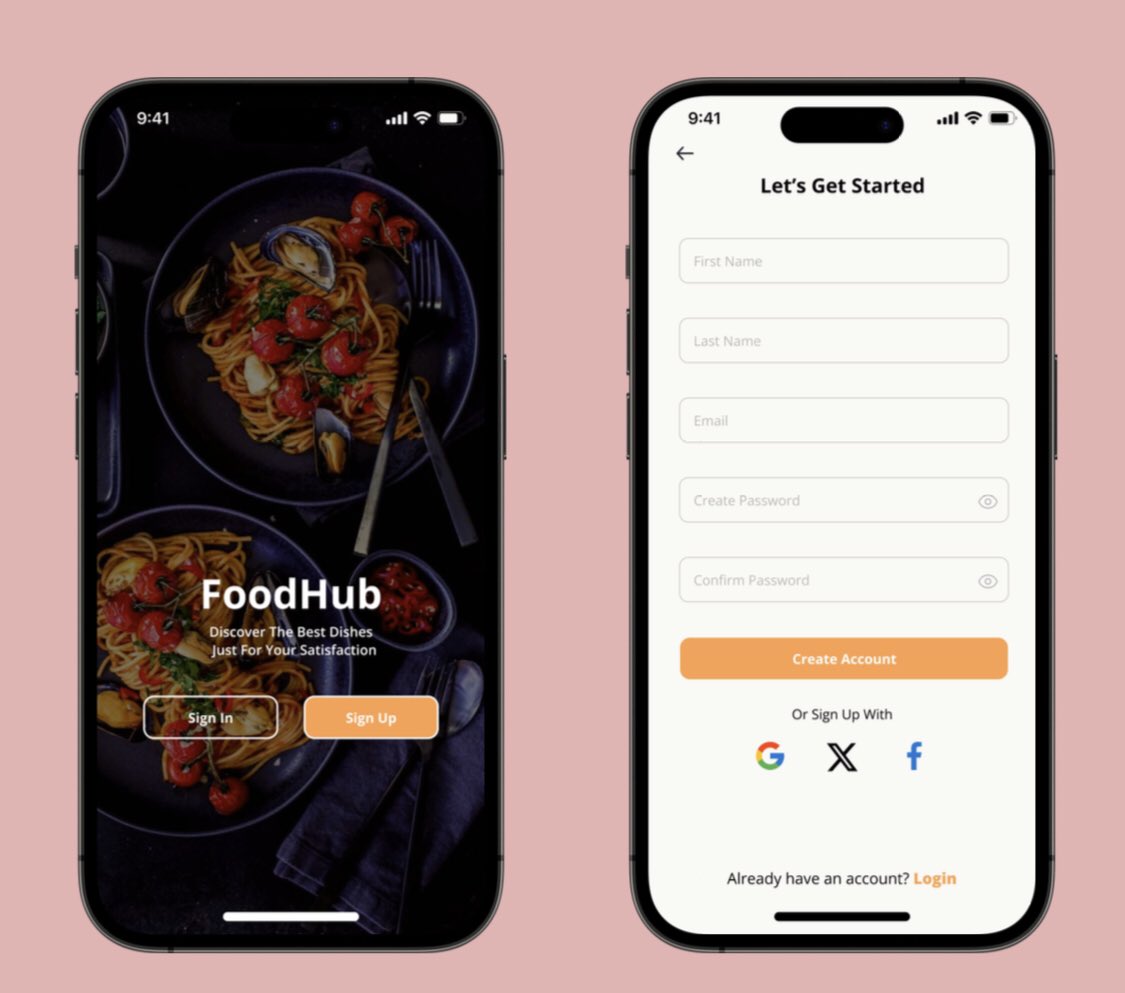 9:41
FoodHub
Discover The Best Dishes
Just For Your Satisfaction
Sign In
Sign Up
9:41
Let's Get Started
First Name
Last Name
Email
Create Password
Confirm Password
Create Account
Or Sign Up With
Already have an account? Login